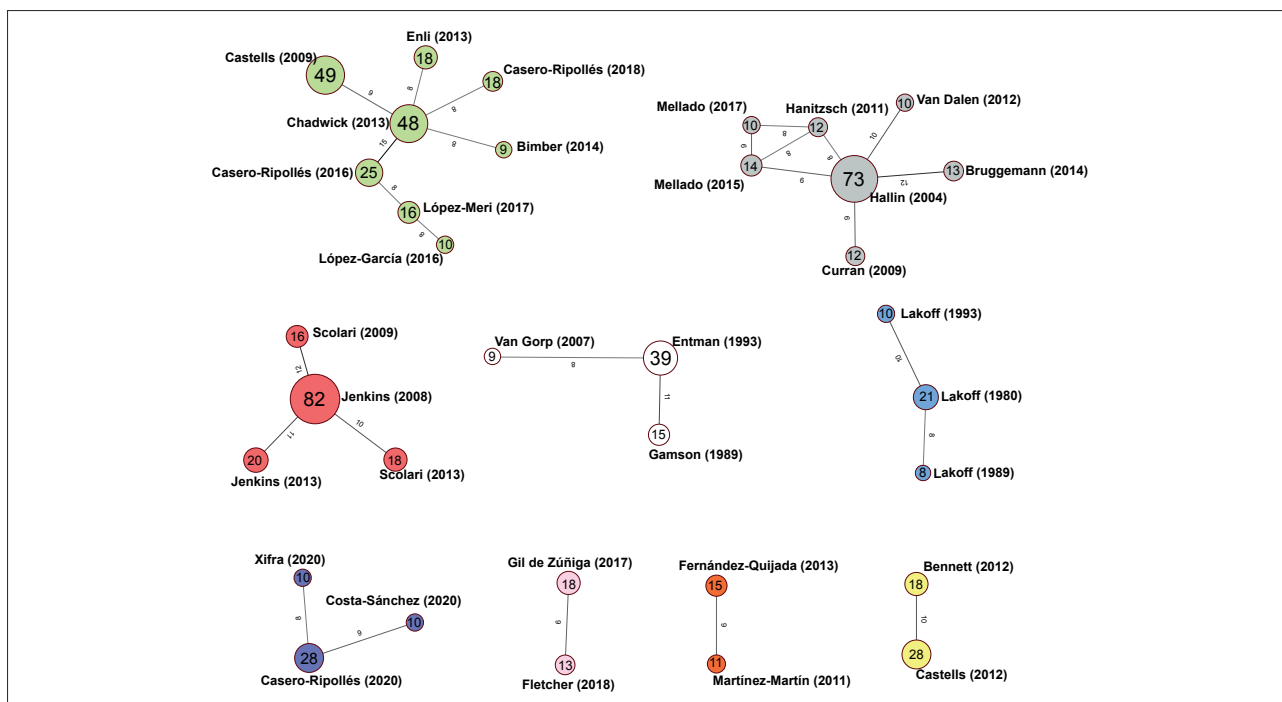 Enli (2013)
18
Castells (2009)
49
9
8
Casero-Ripollés (2018)
18
8
Chadwick (2013)
48
8
9
Bimber (2014)
15
Casero-Ripollés (2016)
25
8
16
López-Meri (2017)
8
10
López-García (2016)
Mellado (2017)
10
Hanitzsch (2011)
12
10
Van Dalen (2012)
8
9
8
8
10
14
Mellado (2015)
9
73
Hallin (2004)
12
13
Bruggemann (2014)
9
12
Curran (2009)
16
Scolari (2009)
12
82
Jenkins (2008)
11
10
20
Jenkins (2013)
18
Scolari (2013)
Van Gorp (2007)
9
8
Entman (1993)
39
11
15
Gamson (1989)
10
Lakoff (1993)
10
21
Lakoff (1980)
8
8
Lakoff (1989)
Xifra (2020)
10
8
Costa-Sánchez (2020)
10
9
28
Casero-Ripollés (2020)
Gil de Zúñiga (2017)
18
9
13
Fletcher (2018)
Fernández-Quijada (2013)
15
9
11
Martínez-Martín (2011)
Bennett (2012)
18
10
28
Castells (2012)